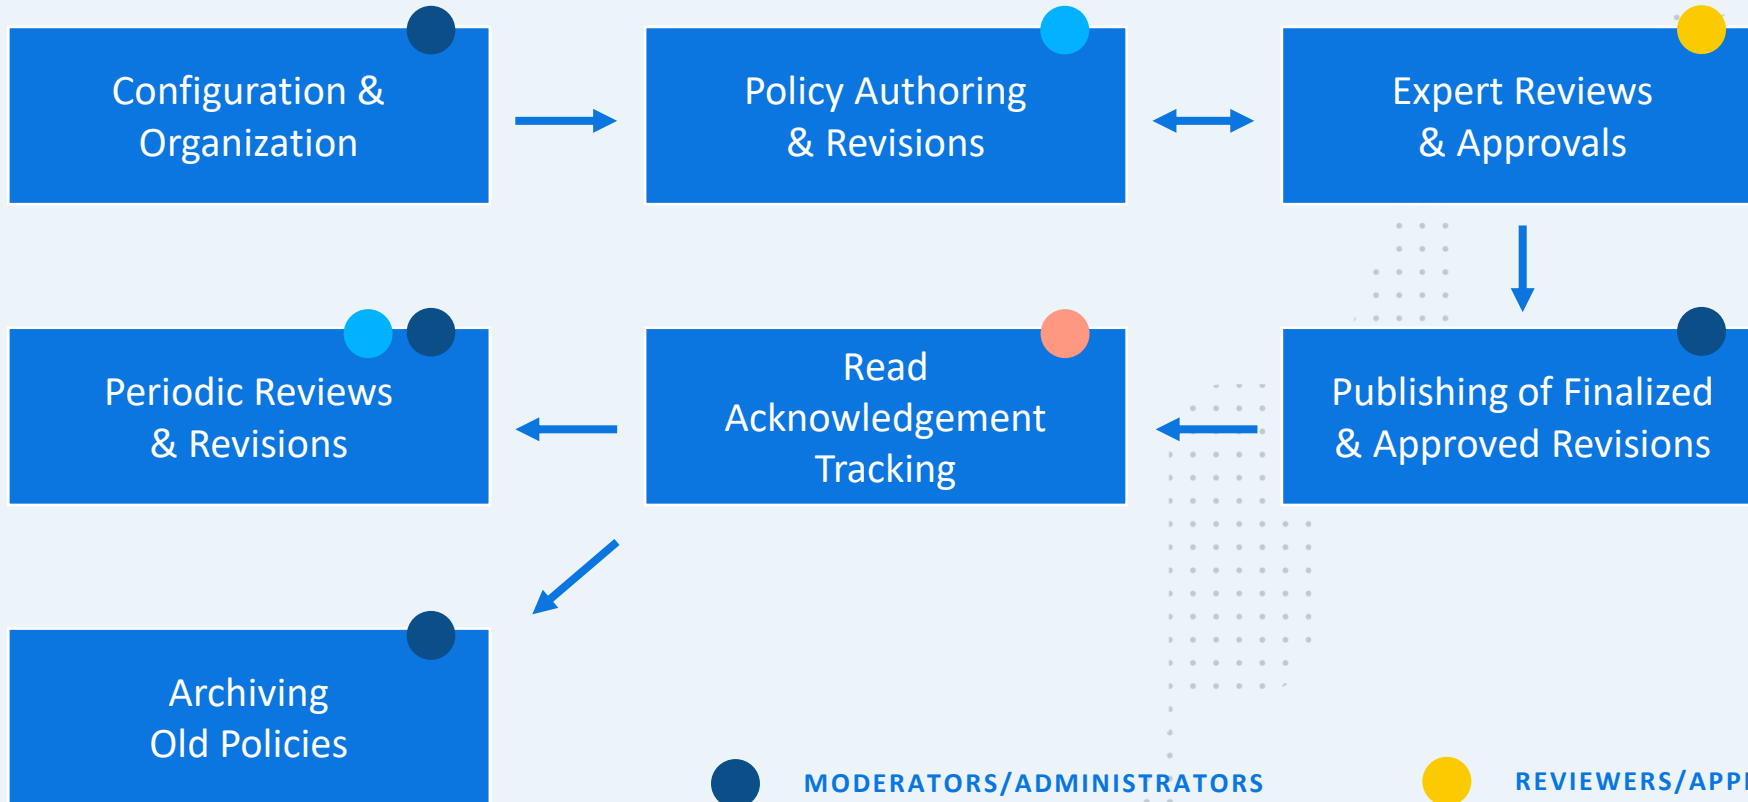 Configuration &
Organization
Policy Authoring
& Revisions
Expert Reviews
& Approvals
Periodic Reviews
& Revisions
Read
Acknowledgement
Tracking
Publishing of Finalized
& Approved Revisions
Archiving
Old Policies
MODERATORS/ADMINISTRATORS
REVIEWERS/APP